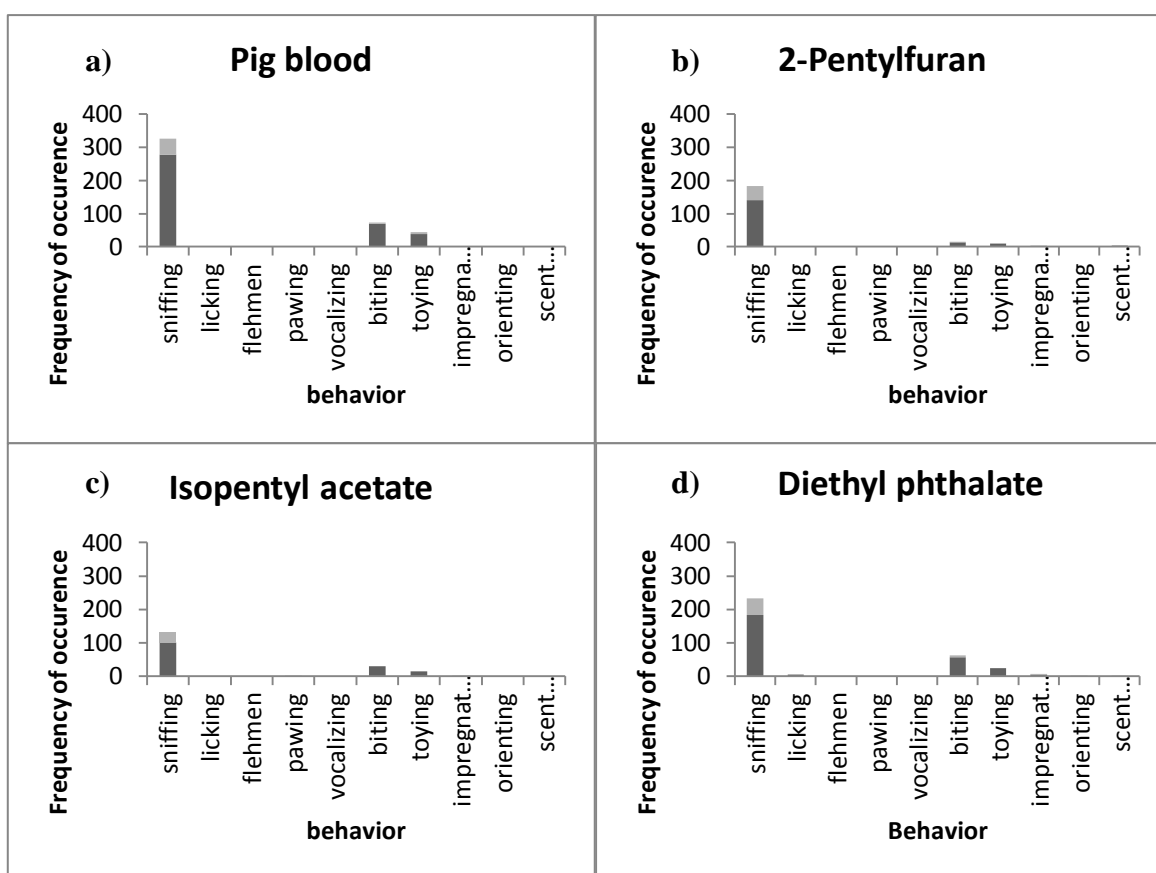 a) Pig blood
Frequency of occurence
400
300
200
100
0
sniffing
licking
flehmen
pawing
vocalizing
biting
toying
impregna...
orienting
scent...
behavior
b) 2-Pentylfuran
Frequency of occurence
400
300
200
100
0
sniffing
licking
flehmen
pawing
vocalizing
biting
toying
impregna...
orienting
scent...
behavior
c) Isopentyl acetate
Frequency of occurence
400
300
200
100
0
sniffing
licking
flehmen
pawing
vocalizing
biting
toying
impregnat...
orienting
scent...
behavior
d) Diethyl phthalate
Frequency of occurence
400
300
200
100
0
sniffing
licking
flehmen
pawing
vocalizing
biting
toying
impregnat...
orienting
scent...
Behavior